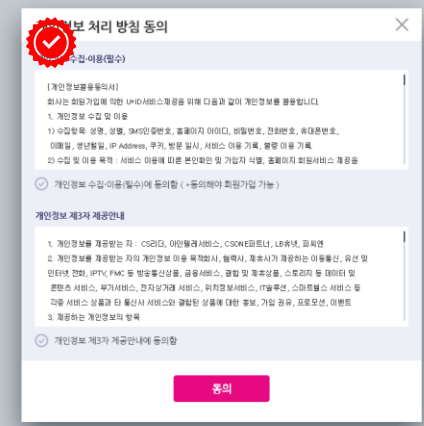 정보 처리 방침 동의
수집·이용(필수)
[개인정보활용동의서]
회사는 회원가입에 의한 U+ID서비스제공을 위해 다음과 같이 개인정보를 활용합니다.
1. 개인정보 수집 및 이용
1) 수집항목: 성명, 성별, SMS인증번호, 홈페이지 아이디, 비밀번호, 전화번호, 휴대폰번호,
이메일, 생년월일, IP Address, 쿠키, 방문 일시, 서비스 이용 기록, 불량 이용 기록
2) 수집 및 이용 목적 : 서비스 이용에 따른 본인확인 및 가입자 식별, 홈페이지 회원서비스 제공을
개인정보 수집·이용(필수)에 동의함 ( *동의해야 회원가입 가능 )
개인정보 제3자 제공안내
1. 개인정보를 제공받는 자 : CS리더, 아인텔레서비스, CSONE파트너, LB휴넷, 피씨엔
2. 개인정보를 제공받는 자의 개인정보 이용 목적회사, 협력사, 제휴사가 제공하는 이동통신, 유선 및
인터넷 전화, IPTV, FMC 등 방송통신상품, 금융서비스, 결합 및 제휴상품, 스토리지 등 데이터 및
콘텐츠 서비스, 부가서비스, 전자상거래 서비스, 위치정보서비스, IT솔루션, 스마트헬스 서비스 등
각종 서비스 상품과 타 통신사 서비스와 결합된 상품에 대한 홍보, 가입 권유, 프로모션, 이벤트
3. 제공하는 개인정보의 항목
개인정보 제3자 제공안내에 동의함
동의